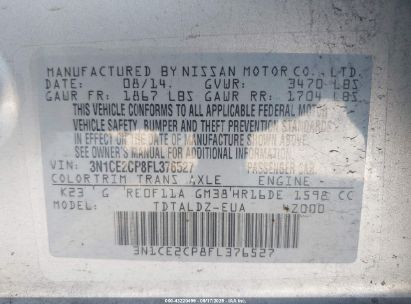 MANUFACTURED BY NISSAN MOTOR CO., LTD.
DATE: 08/14 GVWR: 3470 LBS
GAWR FR: 1867 LBS GAWR RR: 1704 LBS
THIS VEHICLE CONFORMS TO ALL APPLICABLE
FEDERAL MOTOR
VEHICLE SAFETY, BUMPER AND THEFT PREVENTION STANDARDS
IN EFFECT ON THE DATE OF MANUFACTURE SHOWN ABOVE.
SEE OWNER'S MANUAL FOR ADDITIONAL INFORMATION
VIN: 3N1CE2CP8FL376527 PASSENGER CAR
COLOR TRIM TRANS AXLE ENGINE
K23 G RE0F11A GM38 HR16DE 1598 CC
MODEL TDTALDZ-EUA
3N1CE2CP8FL376527